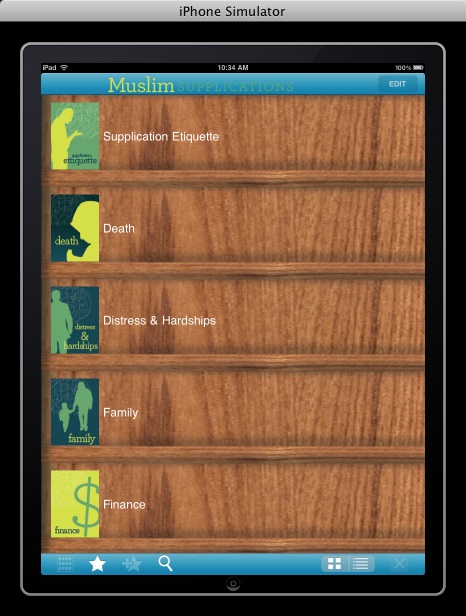 iPhone Simulator
iPad 10:34 AM 100%
Muslim SUPPLICATIONS EDIT
supplication
ettiquette
Supplication Etiquette
death
Death
distress
&
hardships
Distress & Hardships
family
Family
$
finance
Finance